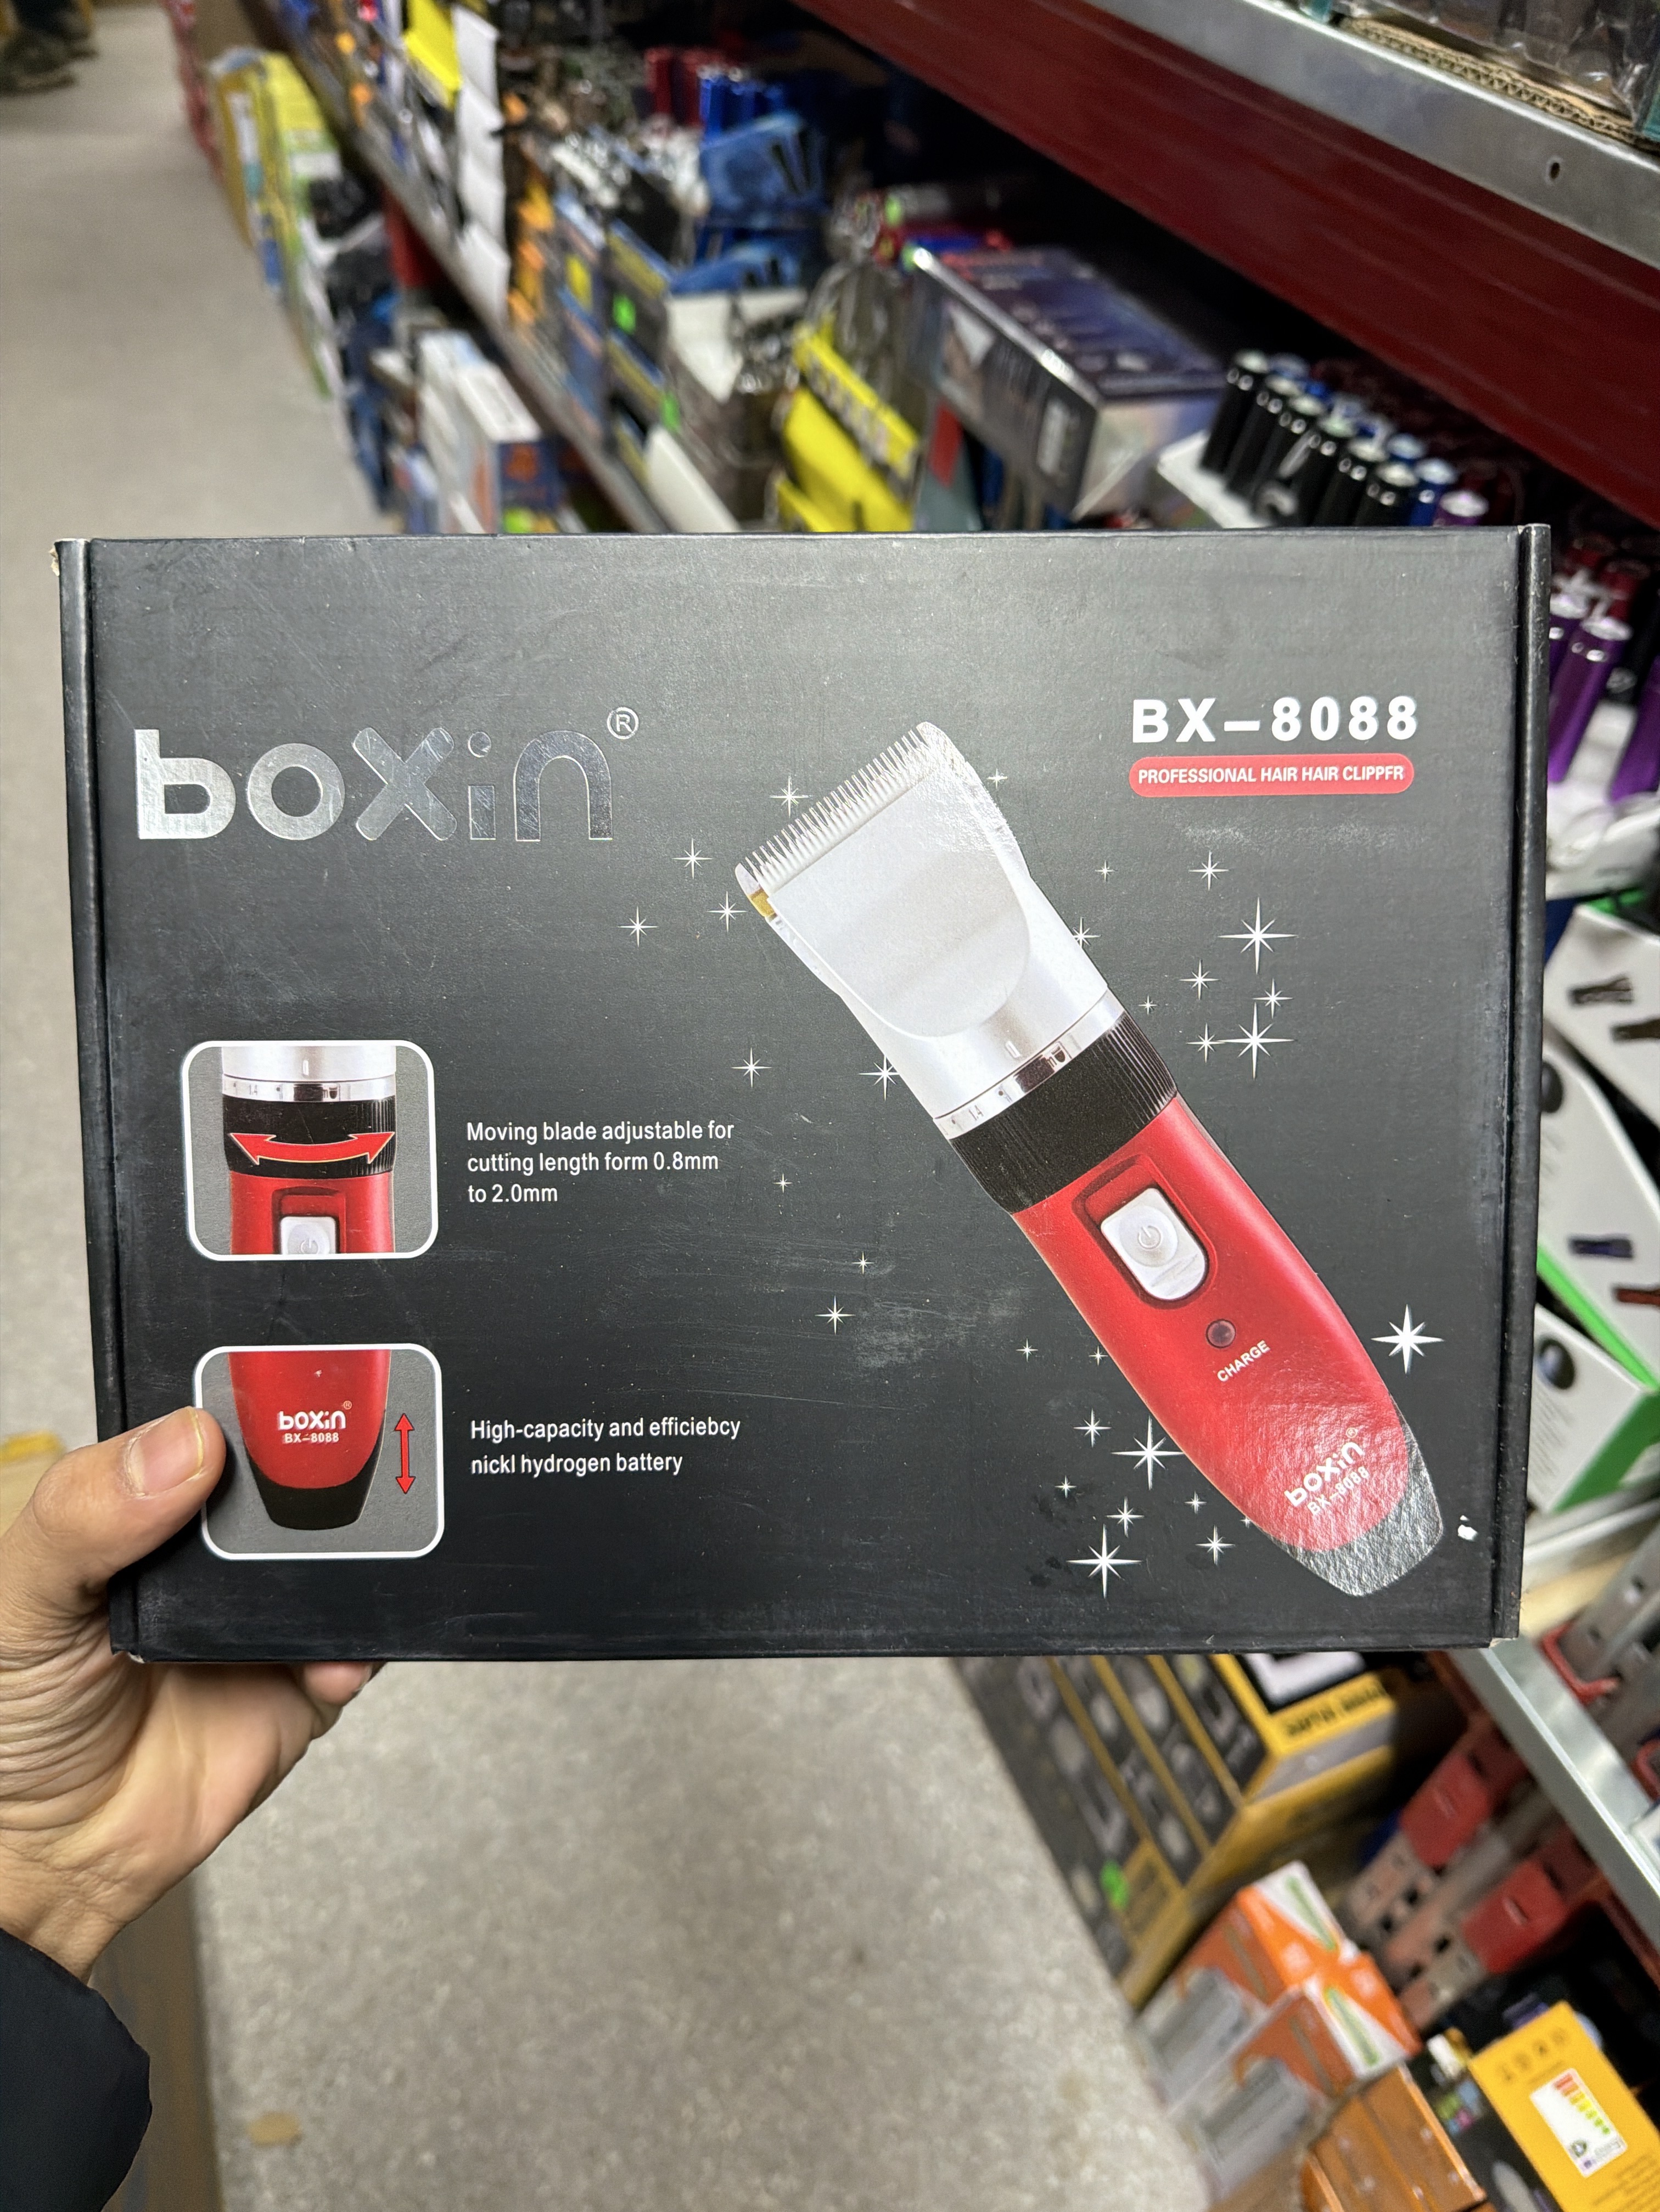 boxin®
BX-8088
PROFESSIONAL HAIR HAIR CLIPPFR
Moving blade adjustable for
cutting length form 0.8mm
to 2.0mm
CHARGE
boxin®
BX-8088
High-capacity and efficiebcy
nickl hydrogen battery
boxin®
BX-8088